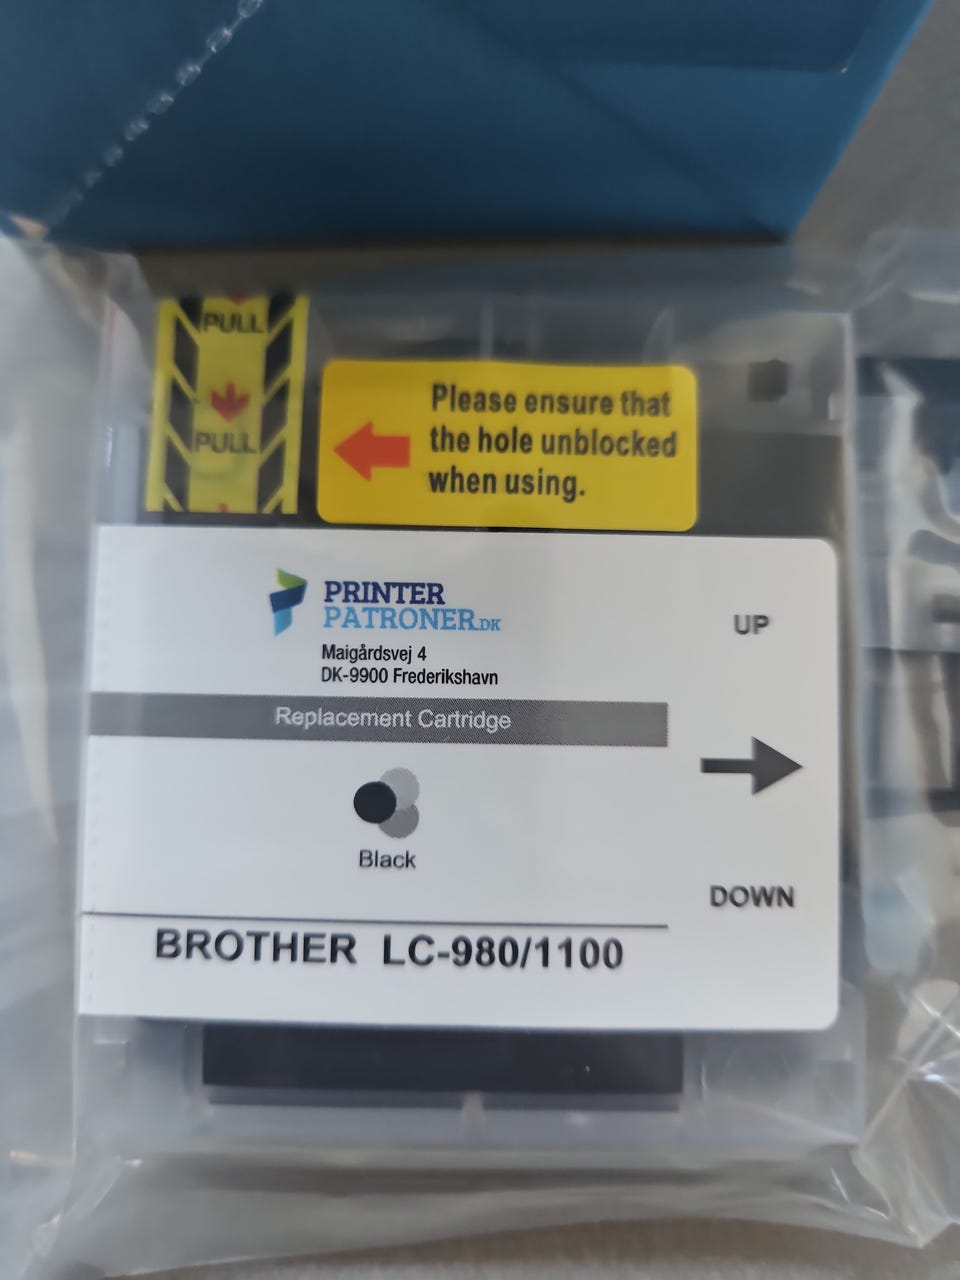 PULL
PULL
Please ensure that
the hole unblocked
when using.
PRINTER
PATRONER.DK
Maigårdsvej 4
DK-9900 Frederikshavn
Replacement Cartridge
Black
BROTHER LC-980/1100
UP
DOWN